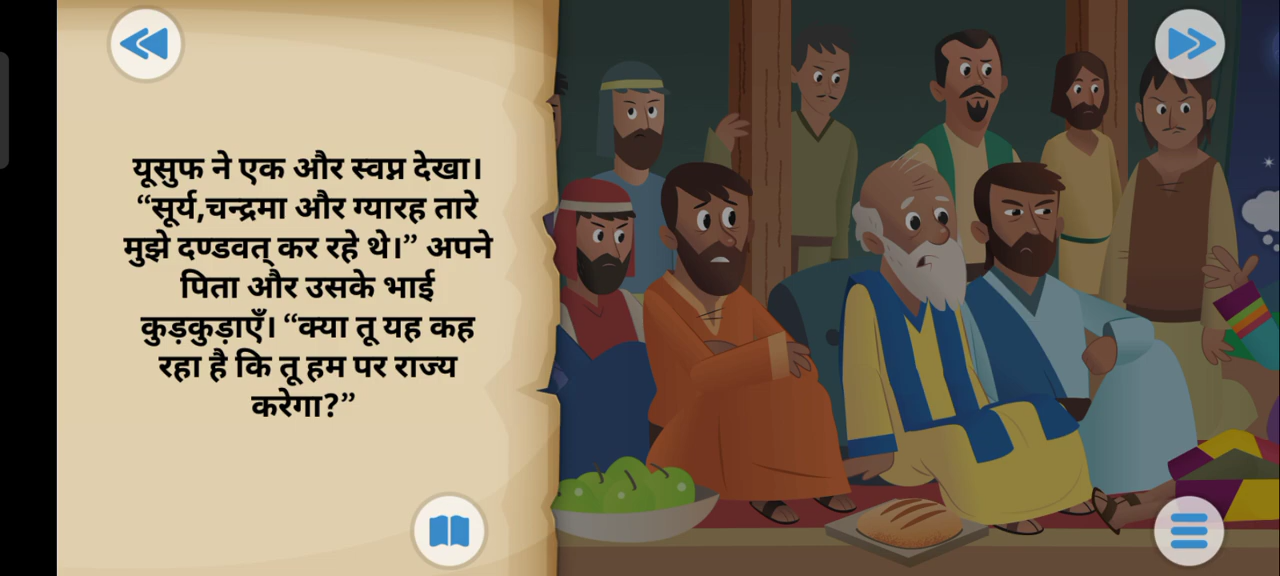 यूसुफ ने एक और स्वप्न देखा।
“सूर्य,चन्द्रमा और ग्यारह तारे
मुझे दण्डवत् कर रहे थे।” अपने
पिता और उसके भाई
कुड़कुड़ाएँ। “क्या तू यह कह
रहा है कि तू हम पर राज्य
करेगा?”